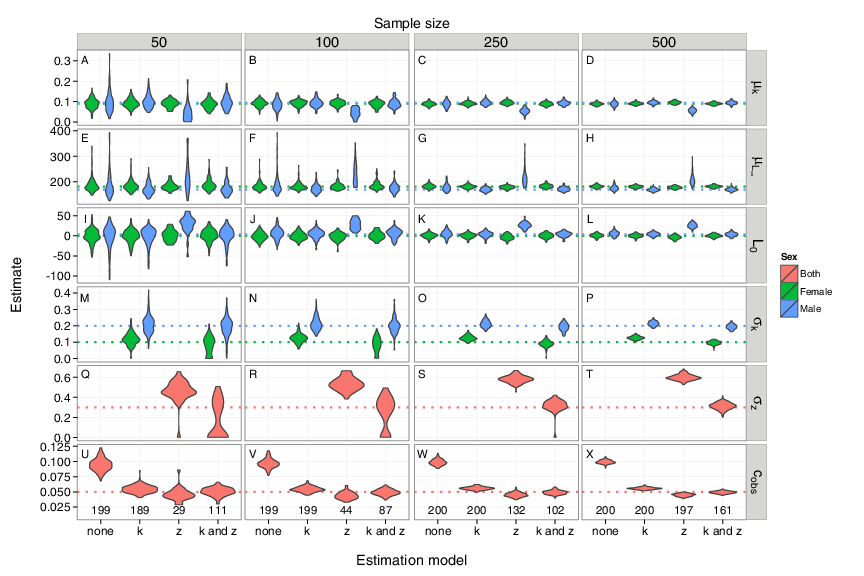 Sample size
50 100 250 500
A B C D
0.3
0.2
0.1
0.0
μk
E F G H
400
300
200
I J K L
50
0
-50
-100
L0
M N O P
0.4
0.3
0.2
0.1
0.0
σk
Q R S T
0.6
0.4
0.2
0.0
σz
U V W X
0.125
0.100
0.075
0.050
0.025
cobs
199 189 29 111 199 199 44 87 200 200 132 102 200 200 197 161
none k z k and z none k z k and z none k z k and z none k z k and z
Estimation model
Estimate
Sex
Both
Female
Male